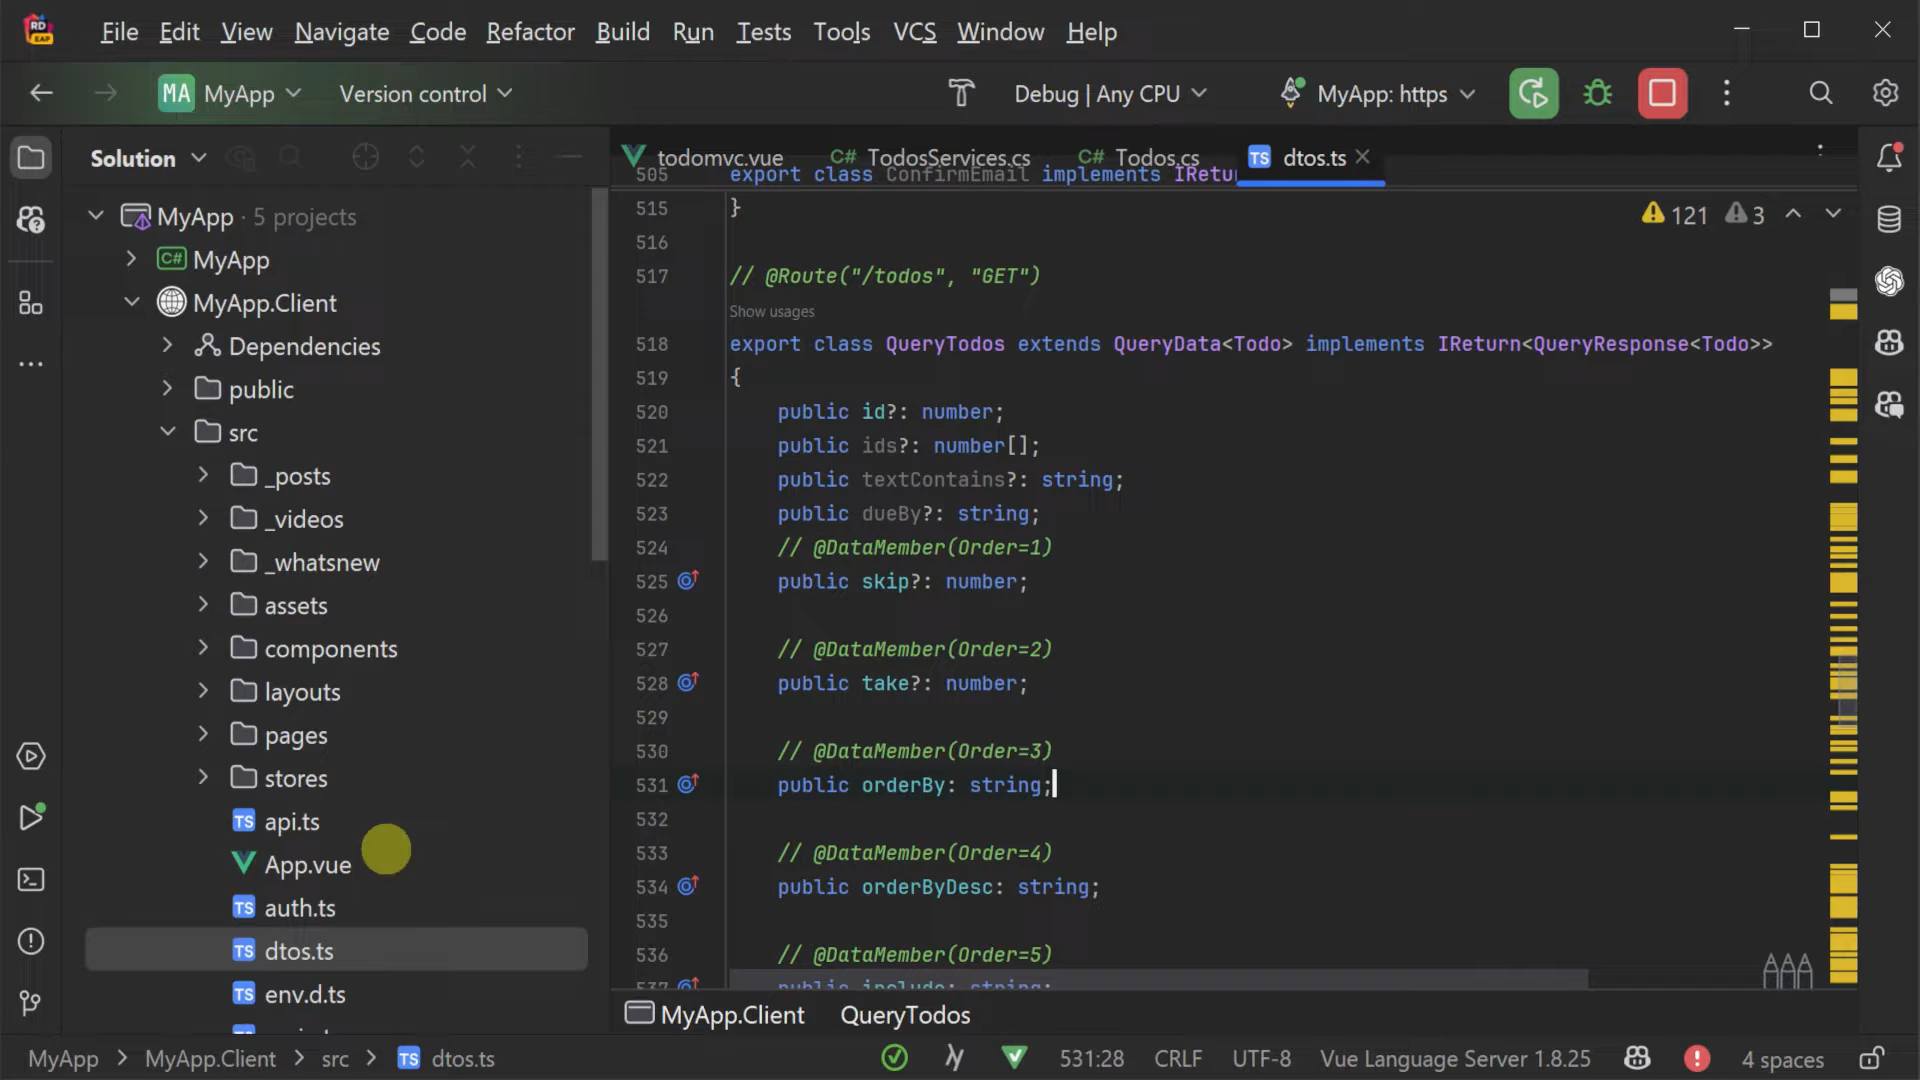 RD
EAP
File Edit View Navigate Code Refactor Build Run Tests Tools VCS Window Help
MA MyApp Version control Debug | Any CPU MyApp: https
Solution
MyApp · 5 projects
C# MyApp
MyApp.Client
Dependencies
public
src
_posts
_videos
_whatsnew
assets
components
layouts
pages
stores
TS api.ts
App.vue
TS auth.ts
TS dtos.ts
TS env.d.ts
todomvc.vue C# TodosServices.cs C# Todos.cs TS dtos.ts
505 export class ConfirmEmail implements IRetu
121 3
515 }
516
517 // @Route("/todos", "GET")
Show usages
518 export class QueryTodos extends QueryData<Todo> implements IReturn<QueryResponse<Todo>>
519 {
520 public id?: number;
521 public ids?: number[];
522 public textContains?: string;
523 public dueBy?: string;
524 // @DataMember(Order=1)
525 public skip?: number;
526
527 // @DataMember(Order=2)
528 public take?: number;
529
530 // @DataMember(Order=3)
531 public orderBy: string;
532
533 // @DataMember(Order=4)
534 public orderByDesc: string;
535
536 // @DataMember(Order=5)
537 public include: string;
MyApp.Client QueryTodos
MyApp > MyApp.Client > src > TS dtos.ts 531:28 CRLF UTF-8 Vue Language Server 1.8.25 4 spaces